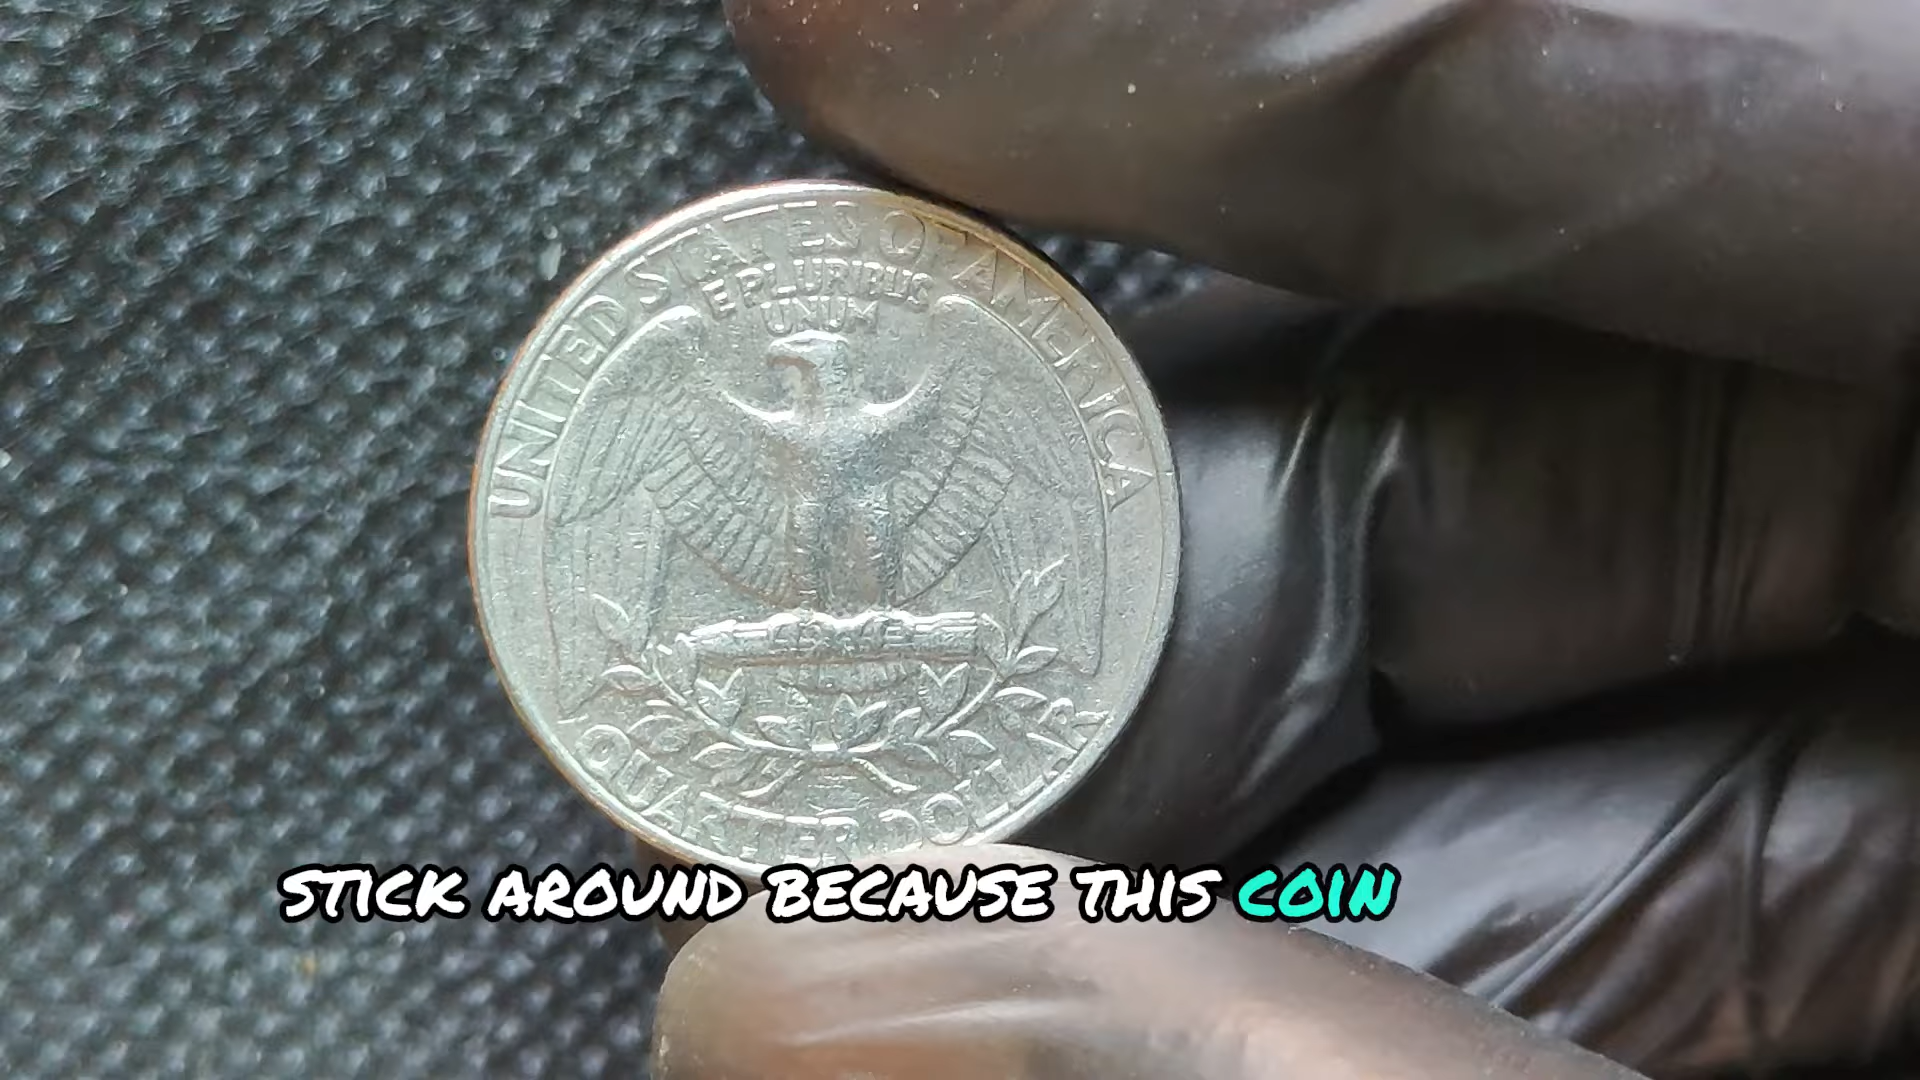 UNITED STATES OF AMERICA
E PLURIBUS
UNUM
QUARTER DOLLAR
STICK AROUND BECAUSE THIS COIN